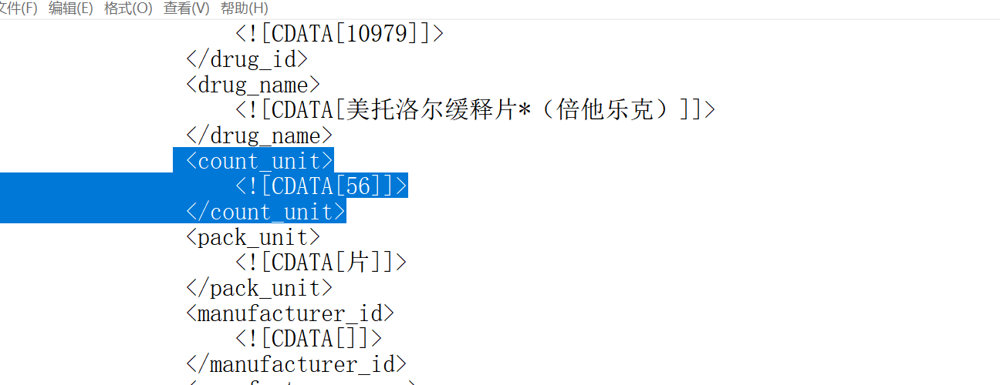 文件(F) 编辑(E) 格式(O) 查看(V) 帮助(H)
<![CDATA[10979]]>
</drug_id>
<drug_name>
<![CDATA[美托洛尔缓释片*（倍他乐克）]]>
</drug_name>
<count_unit>
<![CDATA[56]]>
</count_unit>
<pack_unit>
<![CDATA[片]]>
</pack_unit>
<manufacturer_id>
<![CDATA[]]>
</manufacturer_id>